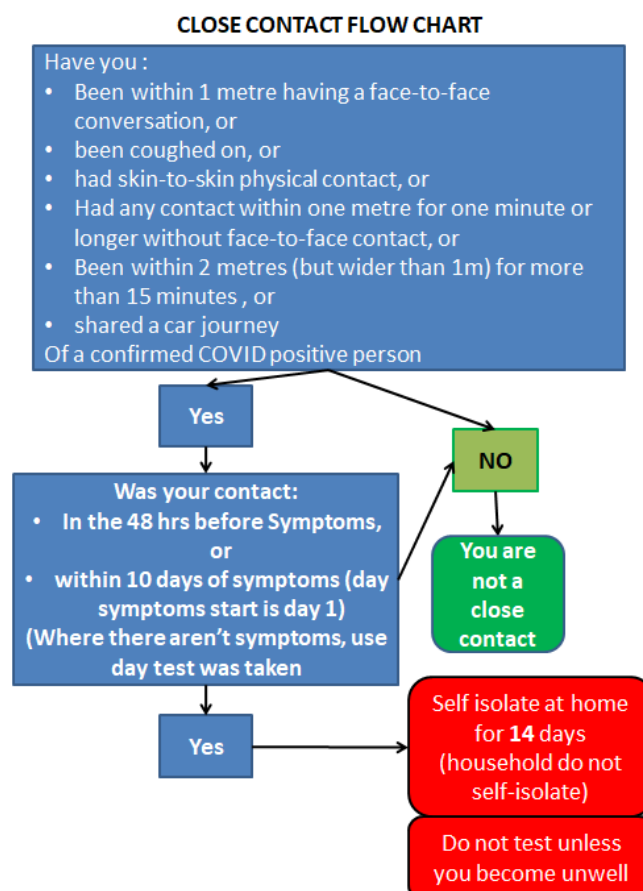 CLOSE CONTACT FLOW CHART
Have you :
• Been within 1 metre having a face-to-face
conversation, or
• been coughed on, or
• had skin-to-skin physical contact, or
• Had any contact within one metre for one minute or
longer without face-to-face contact, or
• Been within 2 metres (but wider than 1m) for more
than 15 minutes , or
• shared a car journey
Of a confirmed COVID positive person
Yes
NO
Was your contact:
• In the 48 hrs before Symptoms,
or
• within 10 days of symptoms (day
symptoms start is day 1)
(Where there aren't symptoms, use
day test was taken
You are
not a
close
contact
Yes
Self isolate at home
for 14 days
(household do not
self-isolate)
Do not test unless
you become unwell